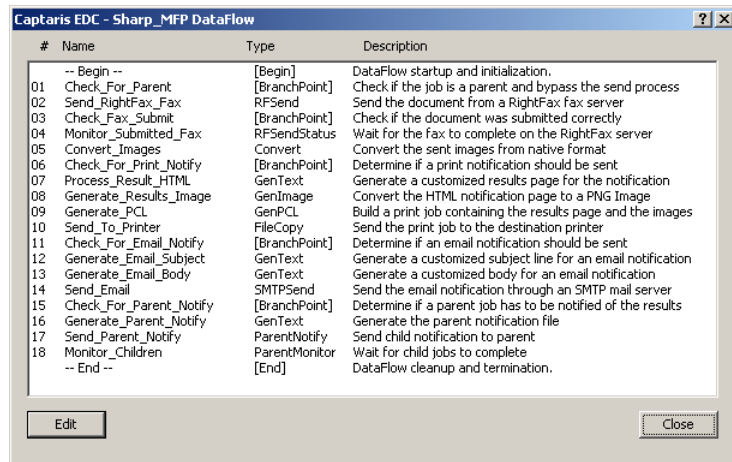 Captaris EDC - Sharp_MFP DataFlow
# Name Type Description
-- Begin -- [Begin] DataFlow startup and initialization.
01 Check_For_Parent [BranchPoint] Check if the job is a parent and bypass the send process
02 Send_RightFax_Fax RFSend Send the document from a RightFax fax server
03 Check_Fax_Submit [BranchPoint] Check if the document was submitted correctly
04 Monitor_Submitted_Fax RFSendStatus Wait for the fax to complete on the RightFax server
05 Convert_Images Convert Convert the sent images from native format
06 Check_For_Print_Notify [BranchPoint] Determine if a print notification should be sent
07 Process_Result_HTML GenText Generate a customized results page for the notification
08 Generate_Results_Image GenImage Convert the HTML notification page to a PNG Image
09 Generate_PCL GenPCL Build a print job containing the results page and the images
10 Send_To_Printer FileCopy Send the print job to the destination printer
11 Check_For_Email_Notify [BranchPoint] Determine if an email notification should be sent
12 Generate_Email_Subject GenText Generate a customized subject line for an email notification
13 Generate_Email_Body GenText Generate a customized body for an email notification
14 Send_Email SMTPSend Send the email notification through an SMTP mail server
15 Check_For_Parent_Notify [BranchPoint] Determine if a parent job has to be notified of the results
16 Generate_Parent_Notify GenText Generate the parent notification file
17 Send_Parent_Notify ParentNotify Send child notification to parent
18 Monitor_Children ParentMonitor Wait for child jobs to complete
-- End -- [End] DataFlow cleanup and termination.
Edit Close